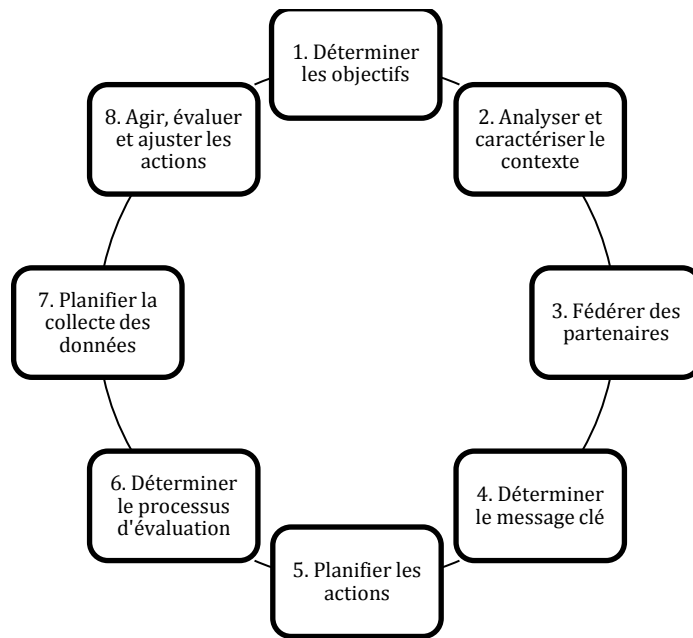 1. Déterminer
les objectifs
2. Analyser et
caractériser le
contexte
3. Fédérer des
partenaires
4. Déterminer
le message clé
5. Planifier les
actions
6. Déterminer
le processus
d'évaluation
7. Planifier la
collecte des
données
8. Agir, évaluer
et ajuster les
actions